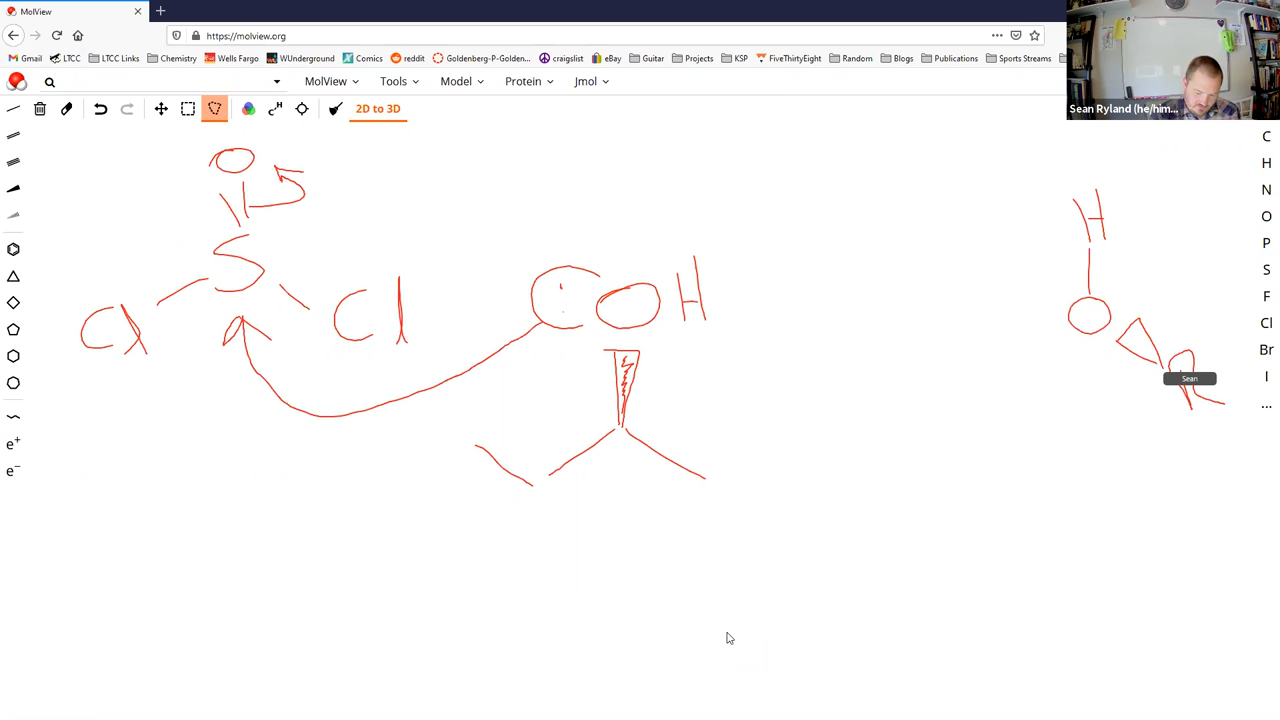 MolView
https://molview.org
Gmail LTCC LTCC Links Chemistry Wells Fargo WUnderground Comics reddit Goldenberg-P-Golden... craigslist eBay Guitar Projects KSP FiveThirtyEight Random Blogs Publications Sports Streams
Sean Ryland (he/him...
MolView Tools Model Protein Jmol
2D to 3D
C
H
N
O
P
S
F
Cl
Br
I
...
e+
e−
O
S
Cl
Cl
OH
H
O
R
Sean